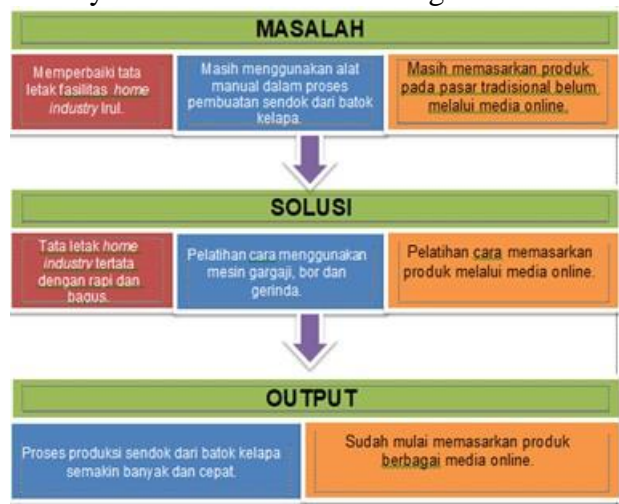 MASALAH
Memperbaiki tata
letak fasilitas home
industry Irul.
Masih menggunakan alat
manual dalam proses
pembuatan sendok dari batok
kelapa.
Masih memasarkan produk
pada pasar tradisional belum
melalui media online.
SOLUSI
Tata letak home
industry tertata
dengan rapi dan
bagus.
Pelatihan cara menggunakan
mesin gargaji, bor dan
gerinda.
Pelatihan cara memasarkan
produk melalui media online.
OUTPUT
Proses produksi sendok dari batok kelapa
semakin banyak dan cepat.
Sudah mulai memasarkan produk
berbagai media online.